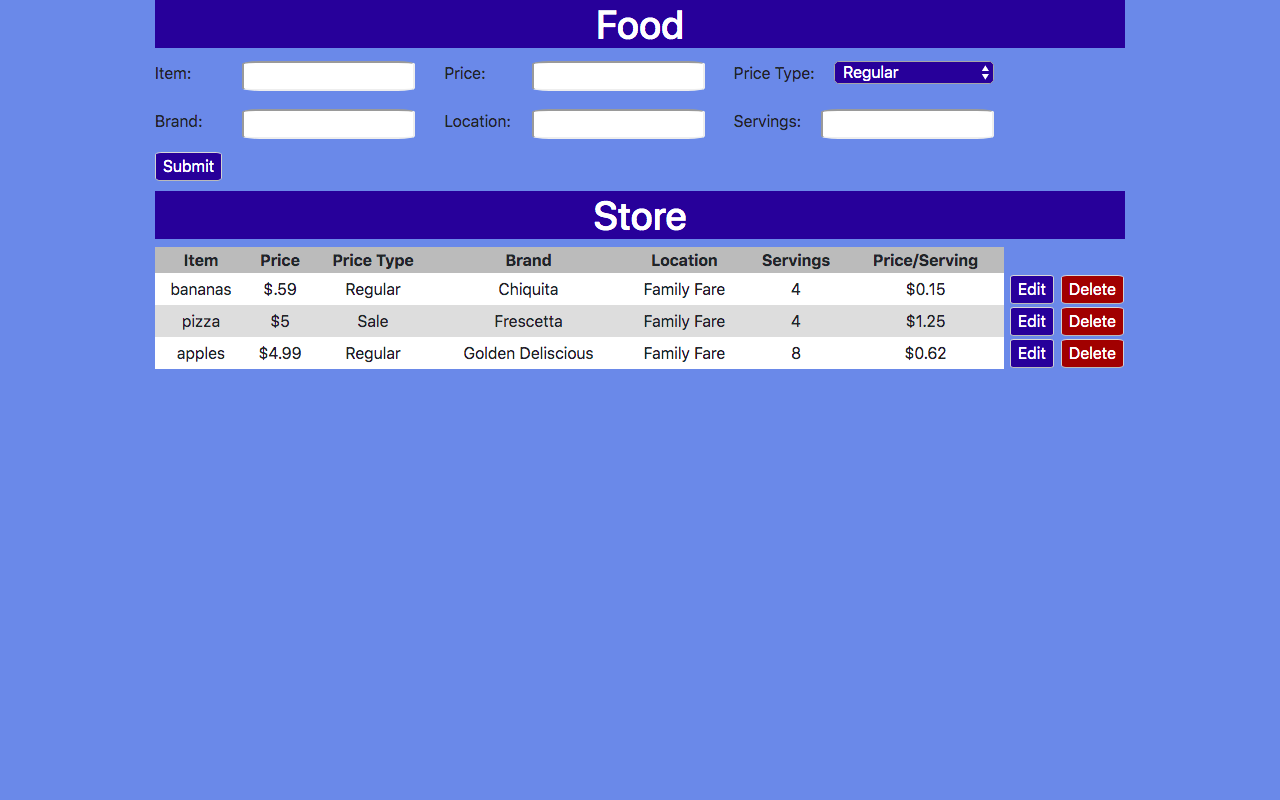 Food
Item: Price: Price Type: Regular
Brand: Location: Servings:
Submit
Store
Item Price Price Type Brand Location Servings Price/Serving
bananas $.59 Regular Chiquita Family Fare 4 $0.15 Edit Delete
pizza $5 Sale Frescetta Family Fare 4 $1.25 Edit Delete
apples $4.99 Regular Golden Deliscious Family Fare 8 $0.62 Edit Delete